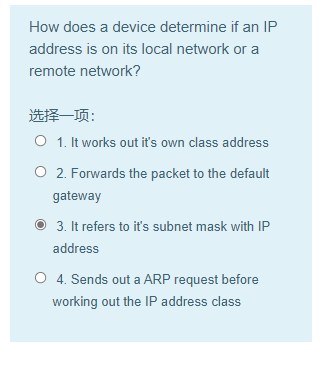 How does a device determine if an IP
address is on its local network or a
remote network?
选择一项：
1. It works out it's own class address
2. Forwards the packet to the default
gateway
3. It refers to it's subnet mask with IP
address
4. Sends out a ARP request before
working out the IP address class